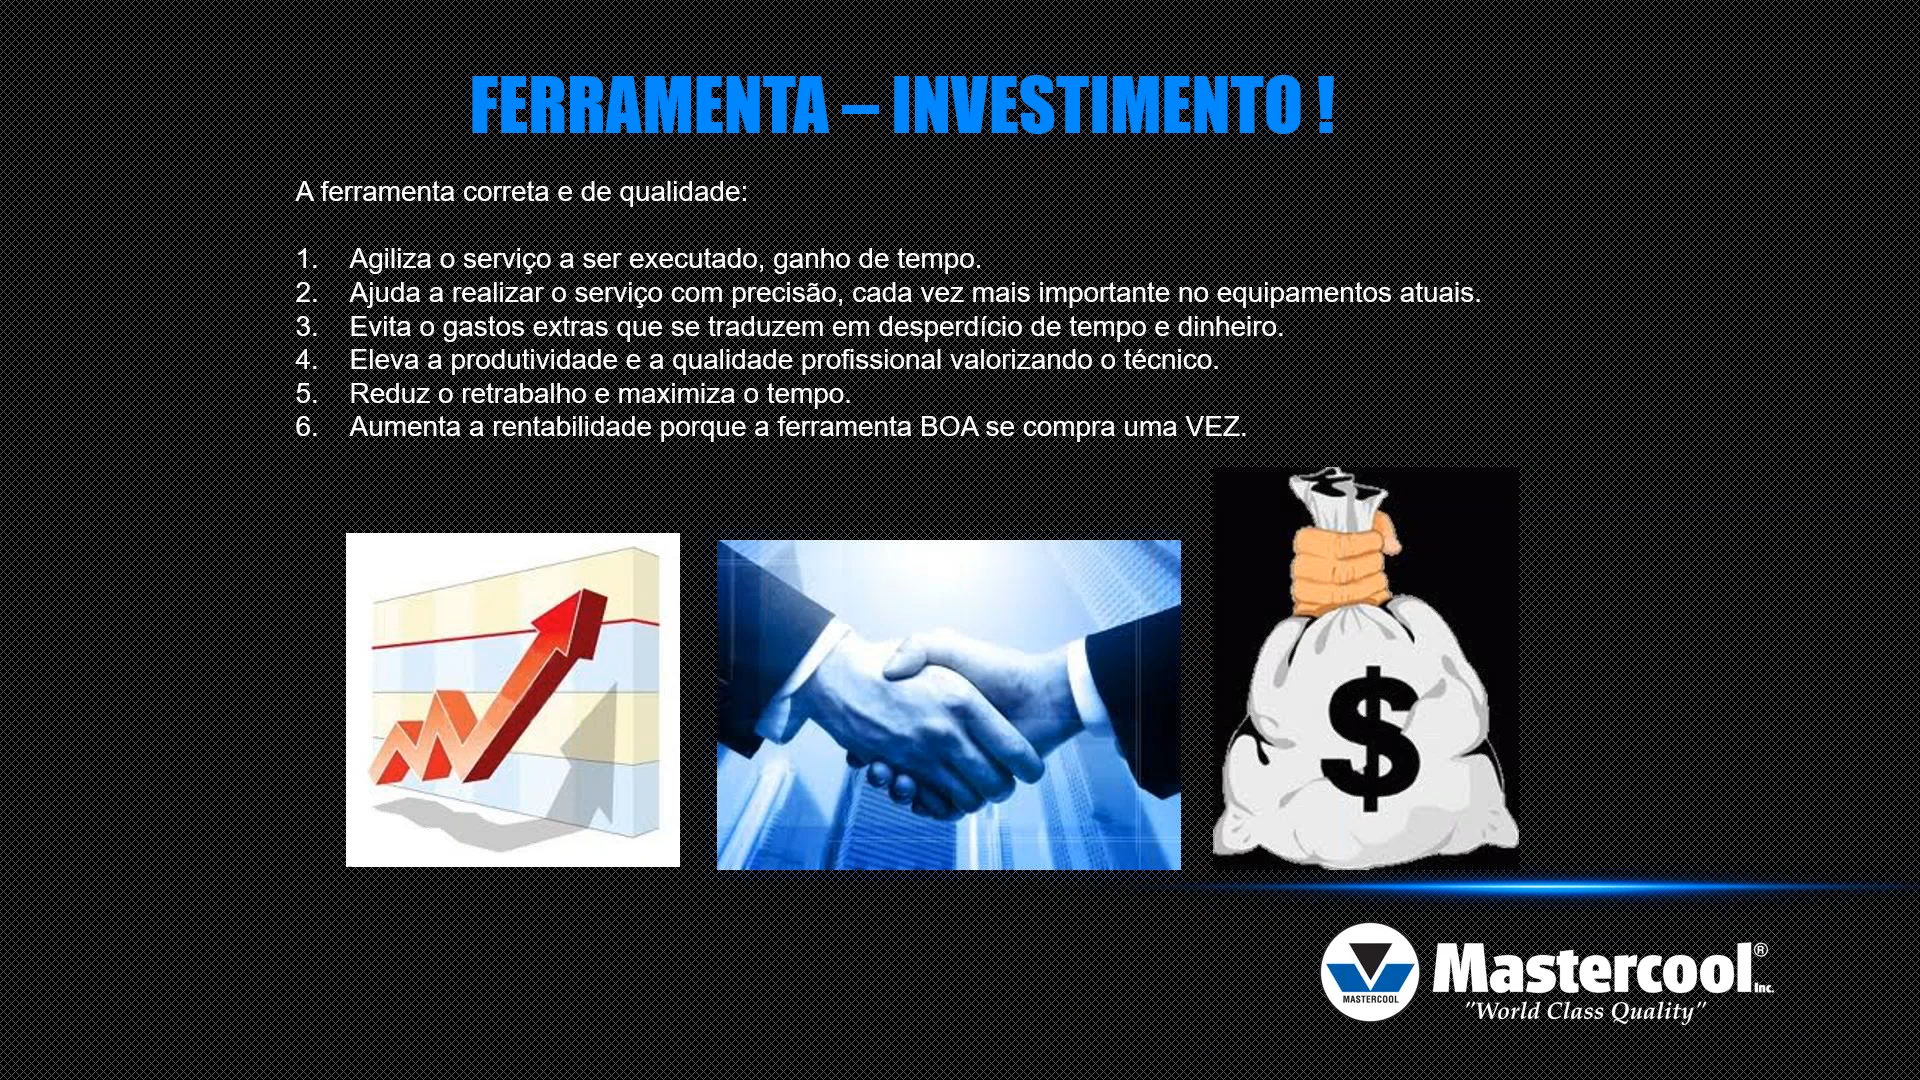 FERRAMENTA – INVESTIMENTO !
A ferramenta correta e de qualidade:
1. Agiliza o serviço a ser executado, ganho de tempo.
2. Ajuda a realizar o serviço com precisão, cada vez mais importante no equipamentos atuais.
3. Evita o gastos extras que se traduzem em desperdício de tempo e dinheiro.
4. Eleva a produtividade e a qualidade profissional valorizando o técnico.
5. Reduz o retrabalho e maximiza o tempo.
6. Aumenta a rentabilidade porque a ferramenta BOA se compra uma VEZ.
$
MASTERCOOL
Mastercool® Inc.
"World Class Quality"